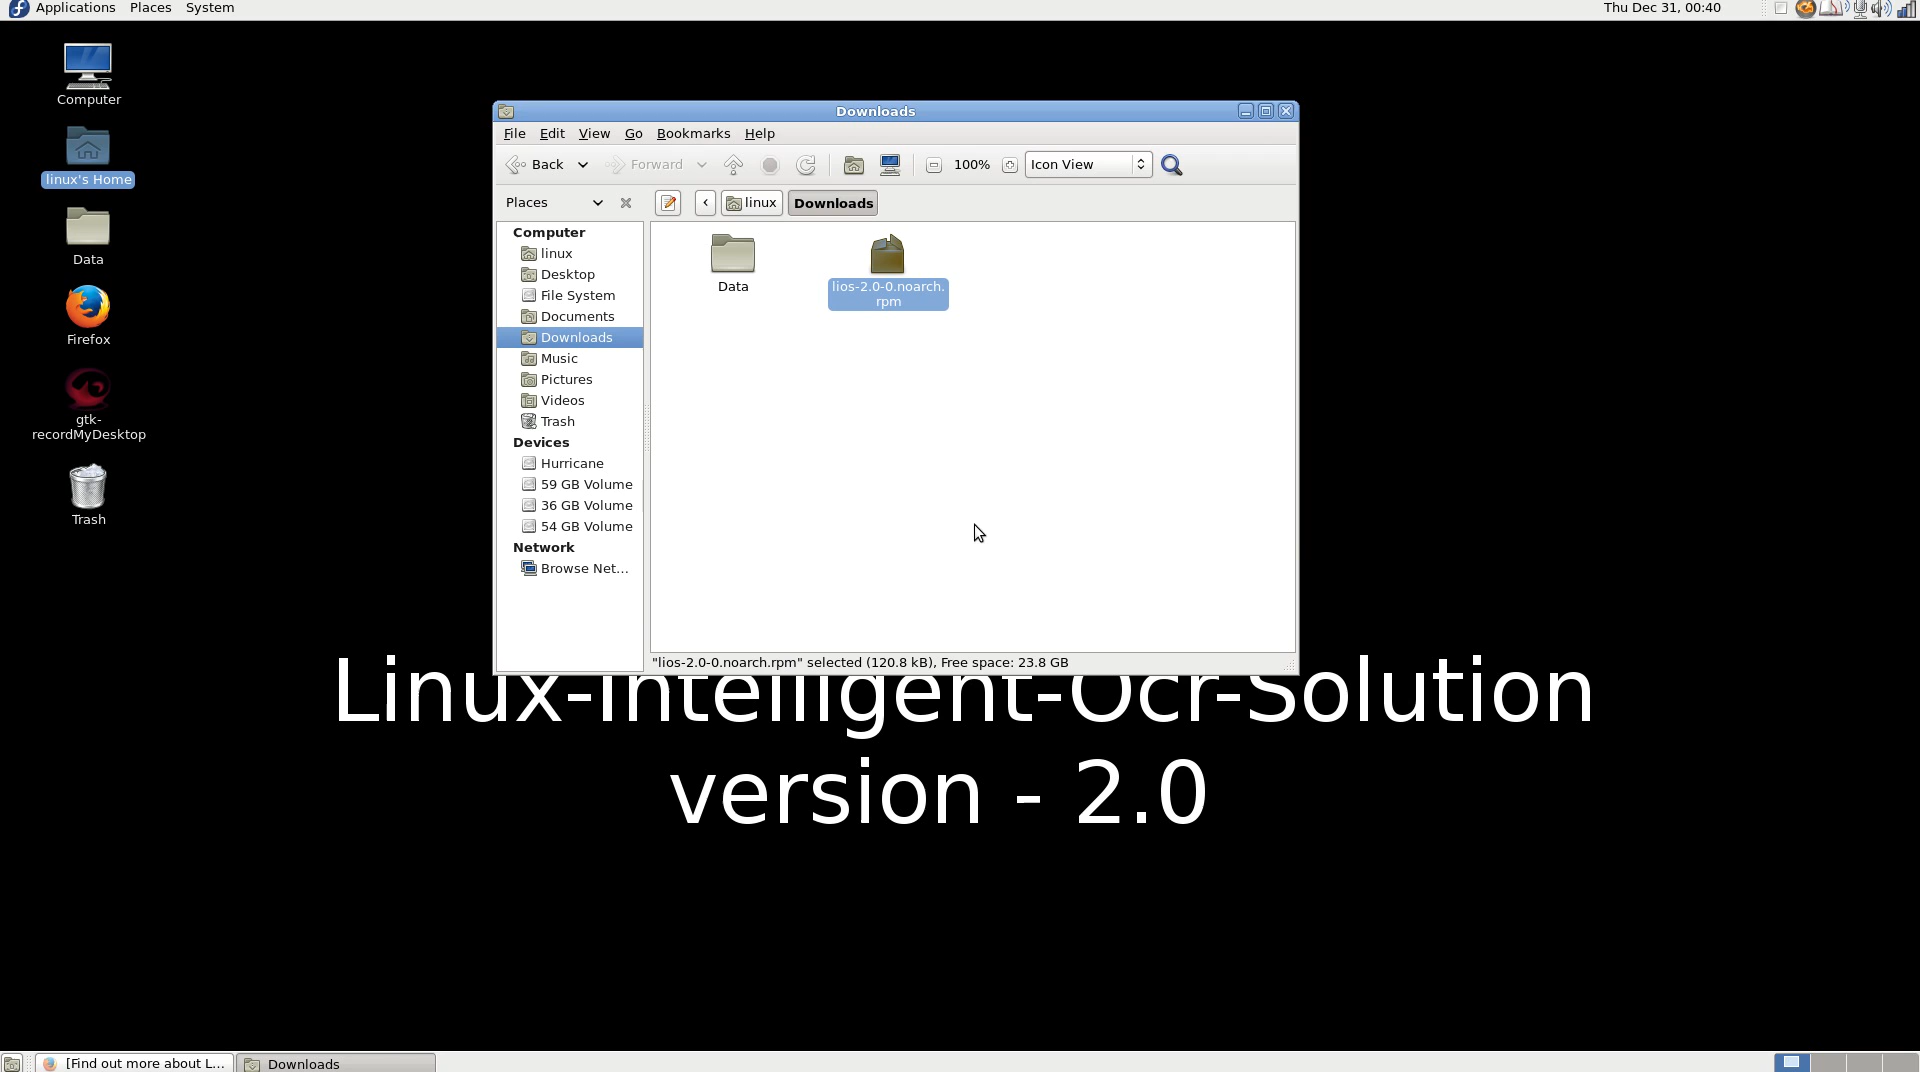 Applications Places System Thu Dec 31, 00:40
Computer
linux's Home
Data
Firefox
gtk-
recordMyDesktop
Trash
Downloads
File Edit View Go Bookmarks Help
Back Forward 100% Icon View
Places linux Downloads
Computer
linux
Desktop
File System
Documents
Downloads
Music
Pictures
Videos
Trash
Devices
Hurricane
59 GB Volume
36 GB Volume
54 GB Volume
Network
Browse Net...
Data
lios-2.0-0.noarch.
rpm
"lios-2.0-0.noarch.rpm" selected (120.8 kB), Free space: 23.8 GB
Linux-Intelligent-Ocr-Solution
version - 2.0
[Find out more about L... Downloads